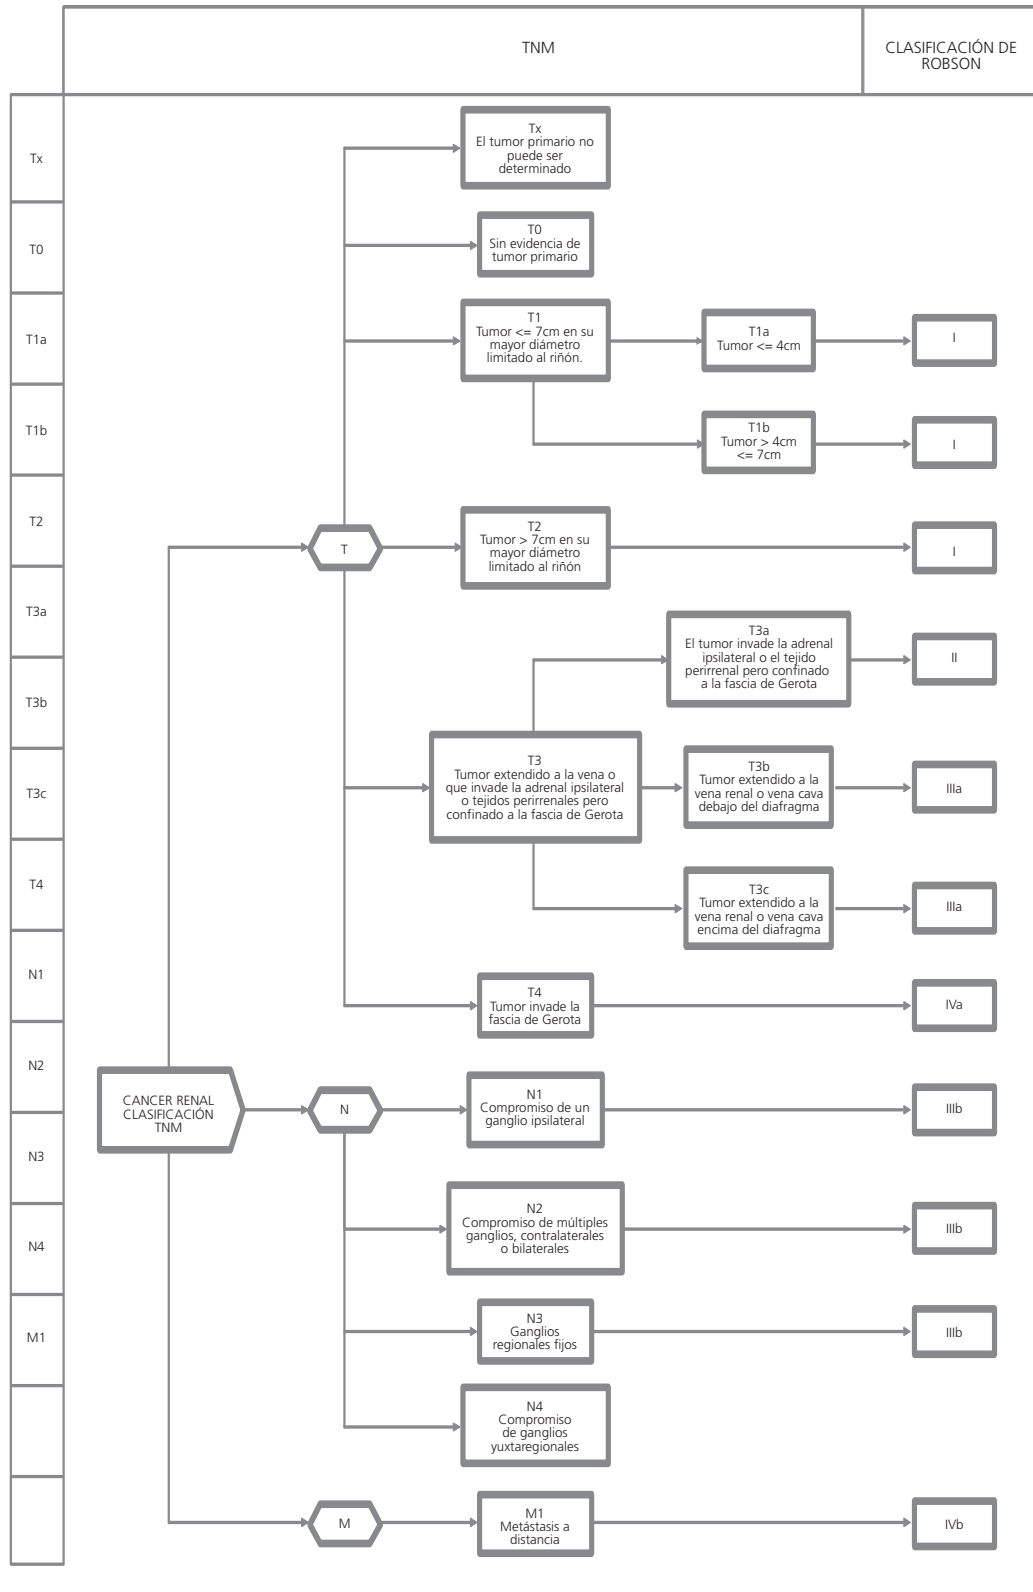 TNM
CLASIFICACIÓN DE
ROBSON
Tx
T0
T1a
T1b
T2
T3a
T3b
T3c
T4
N1
N2
N3
N4
M1
Tx
El tumor primario no
puede ser
determinado
T0
Sin evidencia de
tumor primario
T1
Tumor <= 7cm en su
mayor diámetro
limitado al riñón.
T1a
Tumor <= 4cm
I
T1b
Tumor > 4cm
<= 7cm
I
T
T2
Tumor > 7cm en su
mayor diámetro
limitado al riñón
I
T3a
El tumor invade la adrenal
ipsilateral o el tejido
perirrenal pero confinado
a la fascia de Gerota
II
T3
Tumor extendido a la vena o
que invade la adrenal ipsilateral
o tejidos perirrenales pero
confinado a la fascia de Gerota
T3b
Tumor extendido a la
vena renal o vena cava
debajo del diafragma
IIIa
T3c
Tumor extendido a la
vena renal o vena cava
encima del diafragma
IIIa
T4
Tumor invade la
fascia de Gerota
IVa
CANCER RENAL
CLASIFICACIÓN
TNM
N
N1
Compromiso de un
ganglio ipsilateral
IIIb
N2
Compromiso de múltiples
ganglios, contralaterales
o bilaterales
IIIb
N3
Ganglios
regionales fijos
IIIb
N4
Compromiso
de ganglios
yuxtaregionales
M
M1
Metástasis a
distancia
IVb